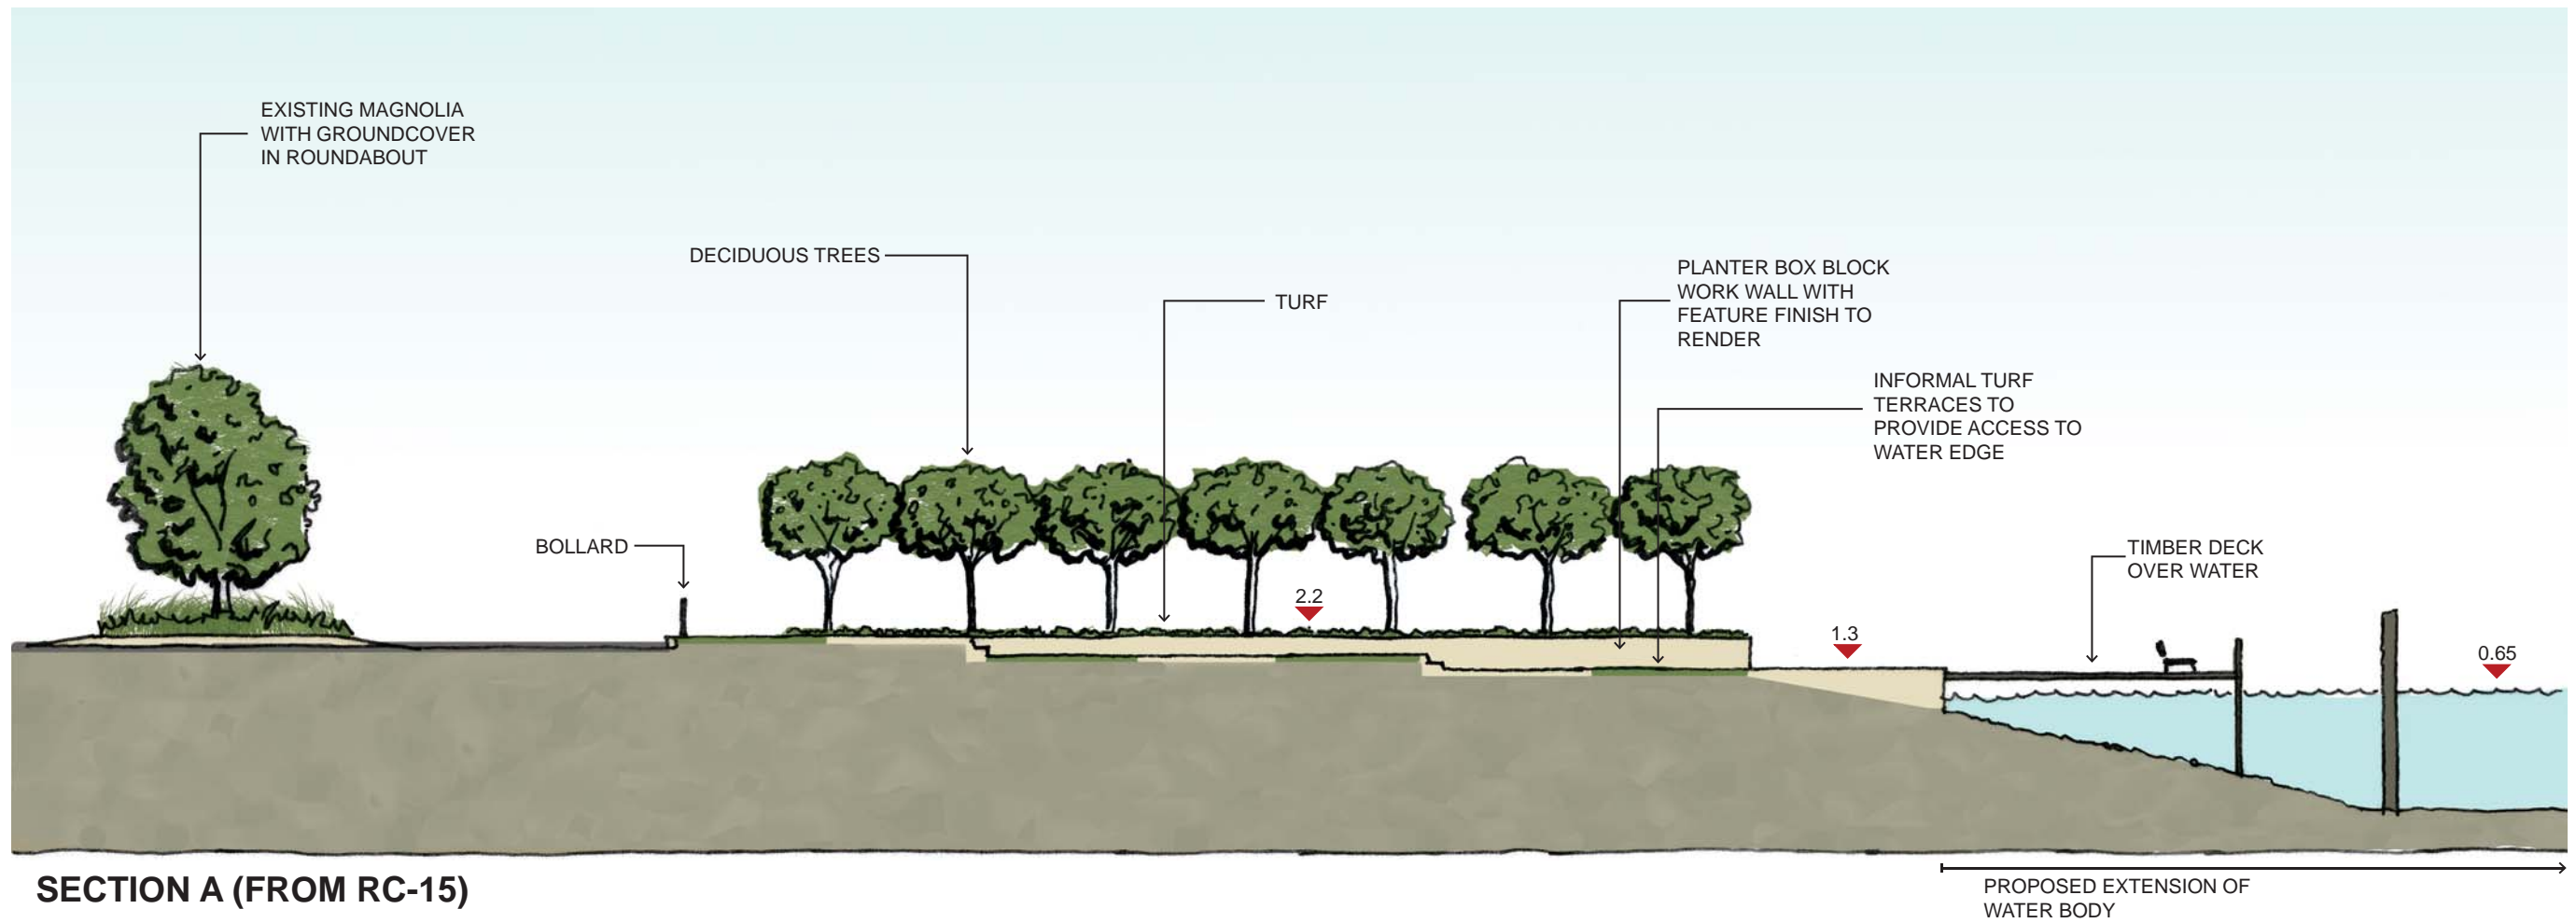 EXISTING MAGNOLIA
WITH GROUNDCOVER
IN ROUNDABOUT
DECIDUOUS TREES
TURF
PLANTER BOX BLOCK
WORK WALL WITH
FEATURE FINISH TO
RENDER
INFORMAL TURF
TERRACES TO
PROVIDE ACCESS TO
WATER EDGE
BOLLARD
TIMBER DECK
OVER WATER
2.2
1.3
0.65
SECTION A (FROM RC-15)
PROPOSED EXTENSION OF
WATER BODY